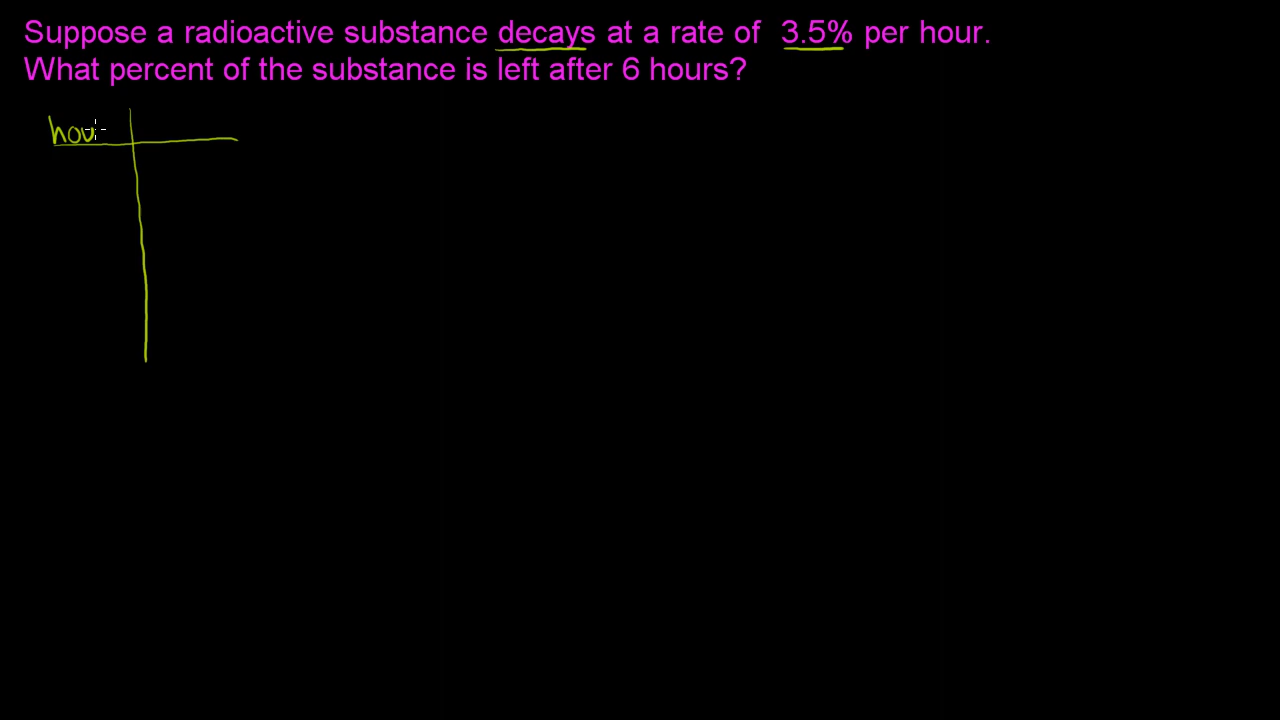 Suppose a radioactive substance decays at a rate of 3.5% per hour.
What percent of the substance is left after 6 hours?
hou